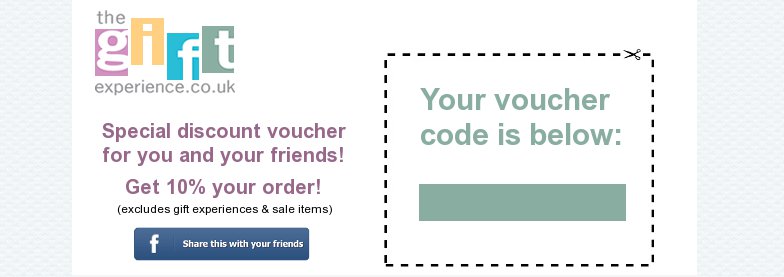 the
gift
experience.co.uk
Special discount voucher
for you and your friends!
Get 10% your order!
(excludes gift experiences & sale items)
f Share this with your friends
Your voucher
code is below: